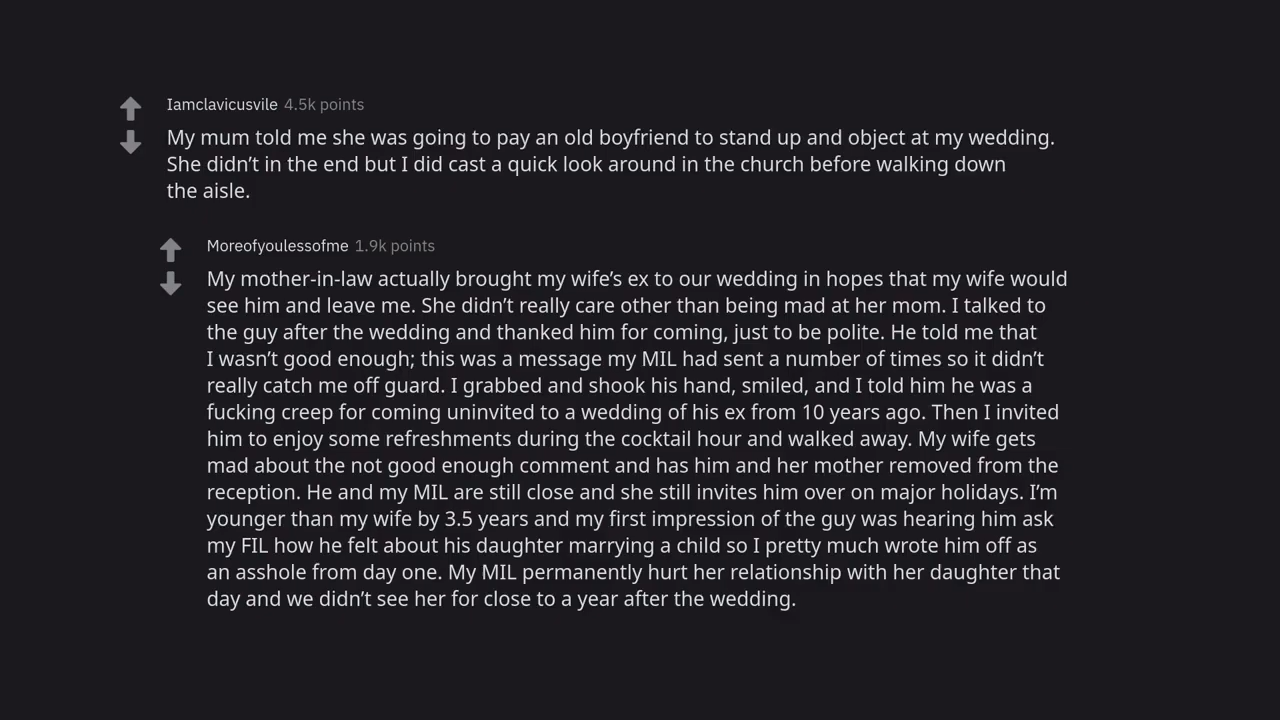 Iamclavicusvile 4.5k points
My mum told me she was going to pay an old boyfriend to stand up and object at my wedding.
She didn’t in the end but I did cast a quick look around in the church before walking down
the aisle.
Moreofyoulessofme 1.9k points
My mother-in-law actually brought my wife’s ex to our wedding in hopes that my wife would
see him and leave me. She didn’t really care other than being mad at her mom. I talked to
the guy after the wedding and thanked him for coming, just to be polite. He told me that
I wasn’t good enough; this was a message my MIL had sent a number of times so it didn’t
really catch me off guard. I grabbed and shook his hand, smiled, and I told him he was a
fucking creep for coming uninvited to a wedding of his ex from 10 years ago. Then I invited
him to enjoy some refreshments during the cocktail hour and walked away. My wife gets
mad about the not good enough comment and has him and her mother removed from the
reception. He and my MIL are still close and she still invites him over on major holidays. I’m
younger than my wife by 3.5 years and my first impression of the guy was hearing him ask
my FIL how he felt about his daughter marrying a child so I pretty much wrote him off as
an asshole from day one. My MIL permanently hurt her relationship with her daughter that
day and we didn’t see her for close to a year after the wedding.